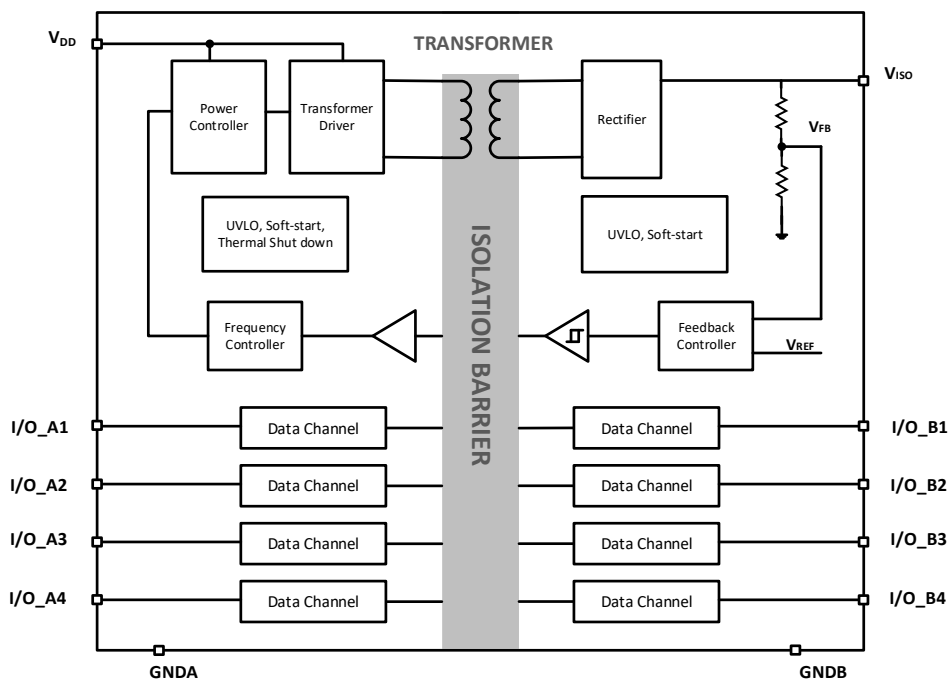 TRANSFORMER
VDD
VISO
Power
Controller
Transformer
Driver
Rectifier
VFB
UVLO, Soft-start,
Thermal Shut down
UVLO, Soft-start
ISOLATION BARRIER
Frequency
Controller
Feedback
Controller
VREF
I/O_A1
Data Channel
Data Channel
I/O_B1
I/O_A2
Data Channel
Data Channel
I/O_B2
I/O_A3
Data Channel
Data Channel
I/O_B3
I/O_A4
Data Channel
Data Channel
I/O_B4
GNDA
GNDB